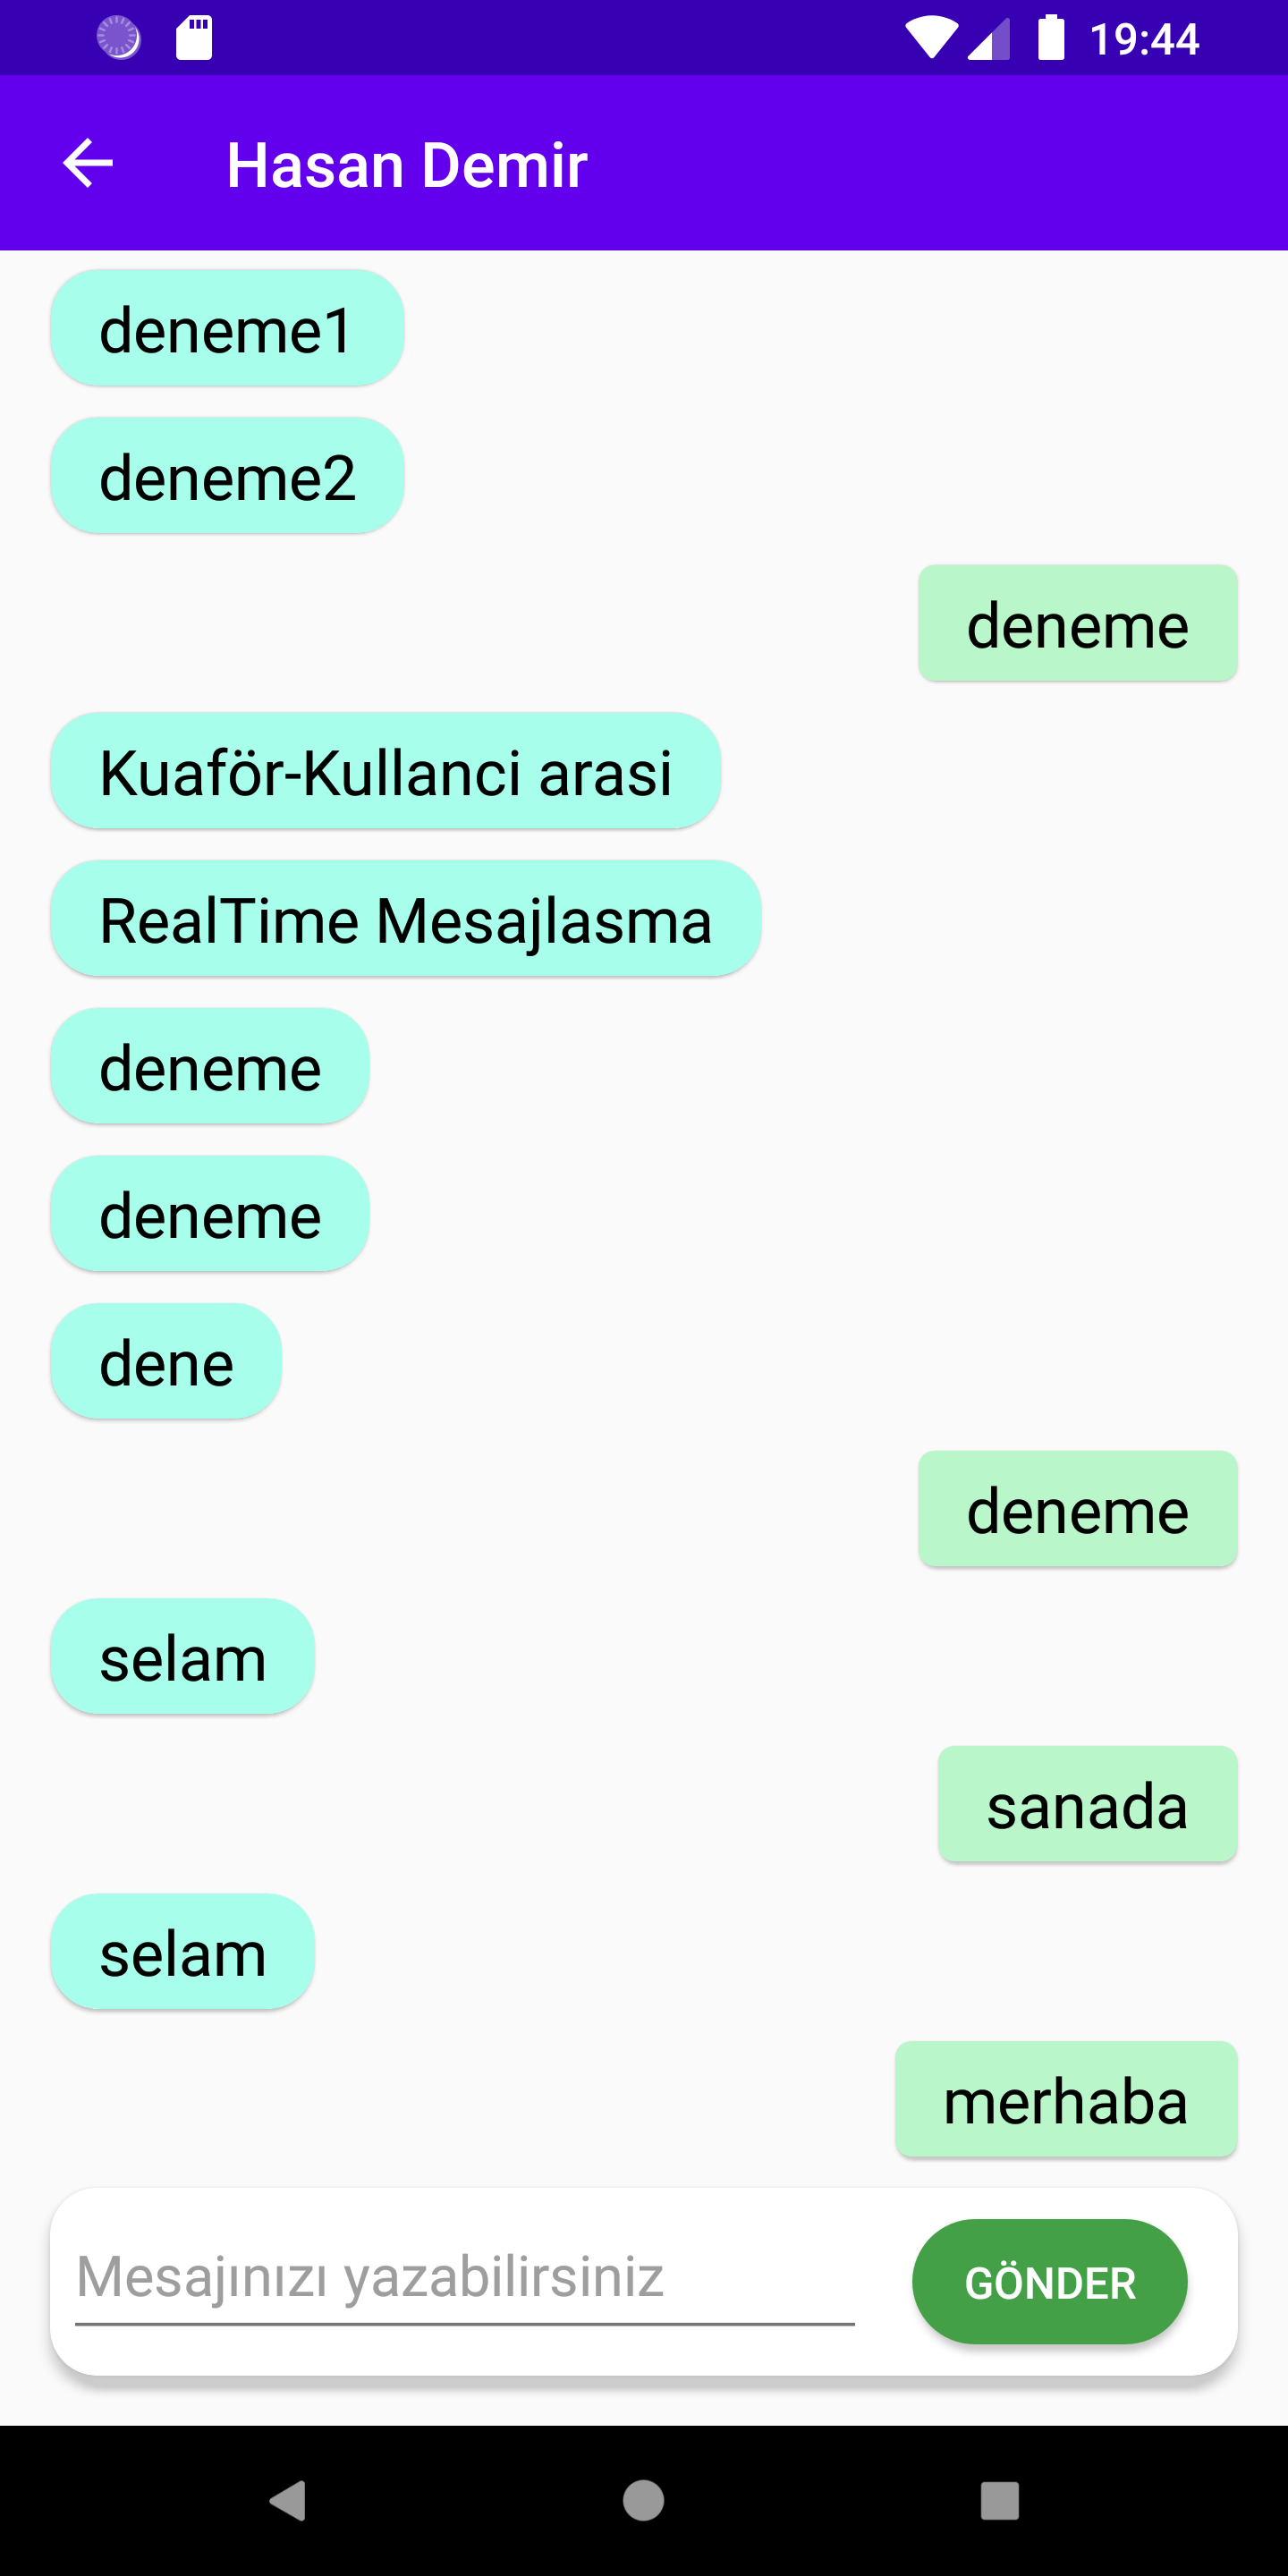 19:44
Hasan Demir
deneme1
deneme2
deneme
Kuaför-Kullanci arasi
RealTime Mesajlasma
deneme
deneme
dene
deneme
selam
sanada
selam
merhaba
Mesajınızı yazabilirsiniz
GÖNDER